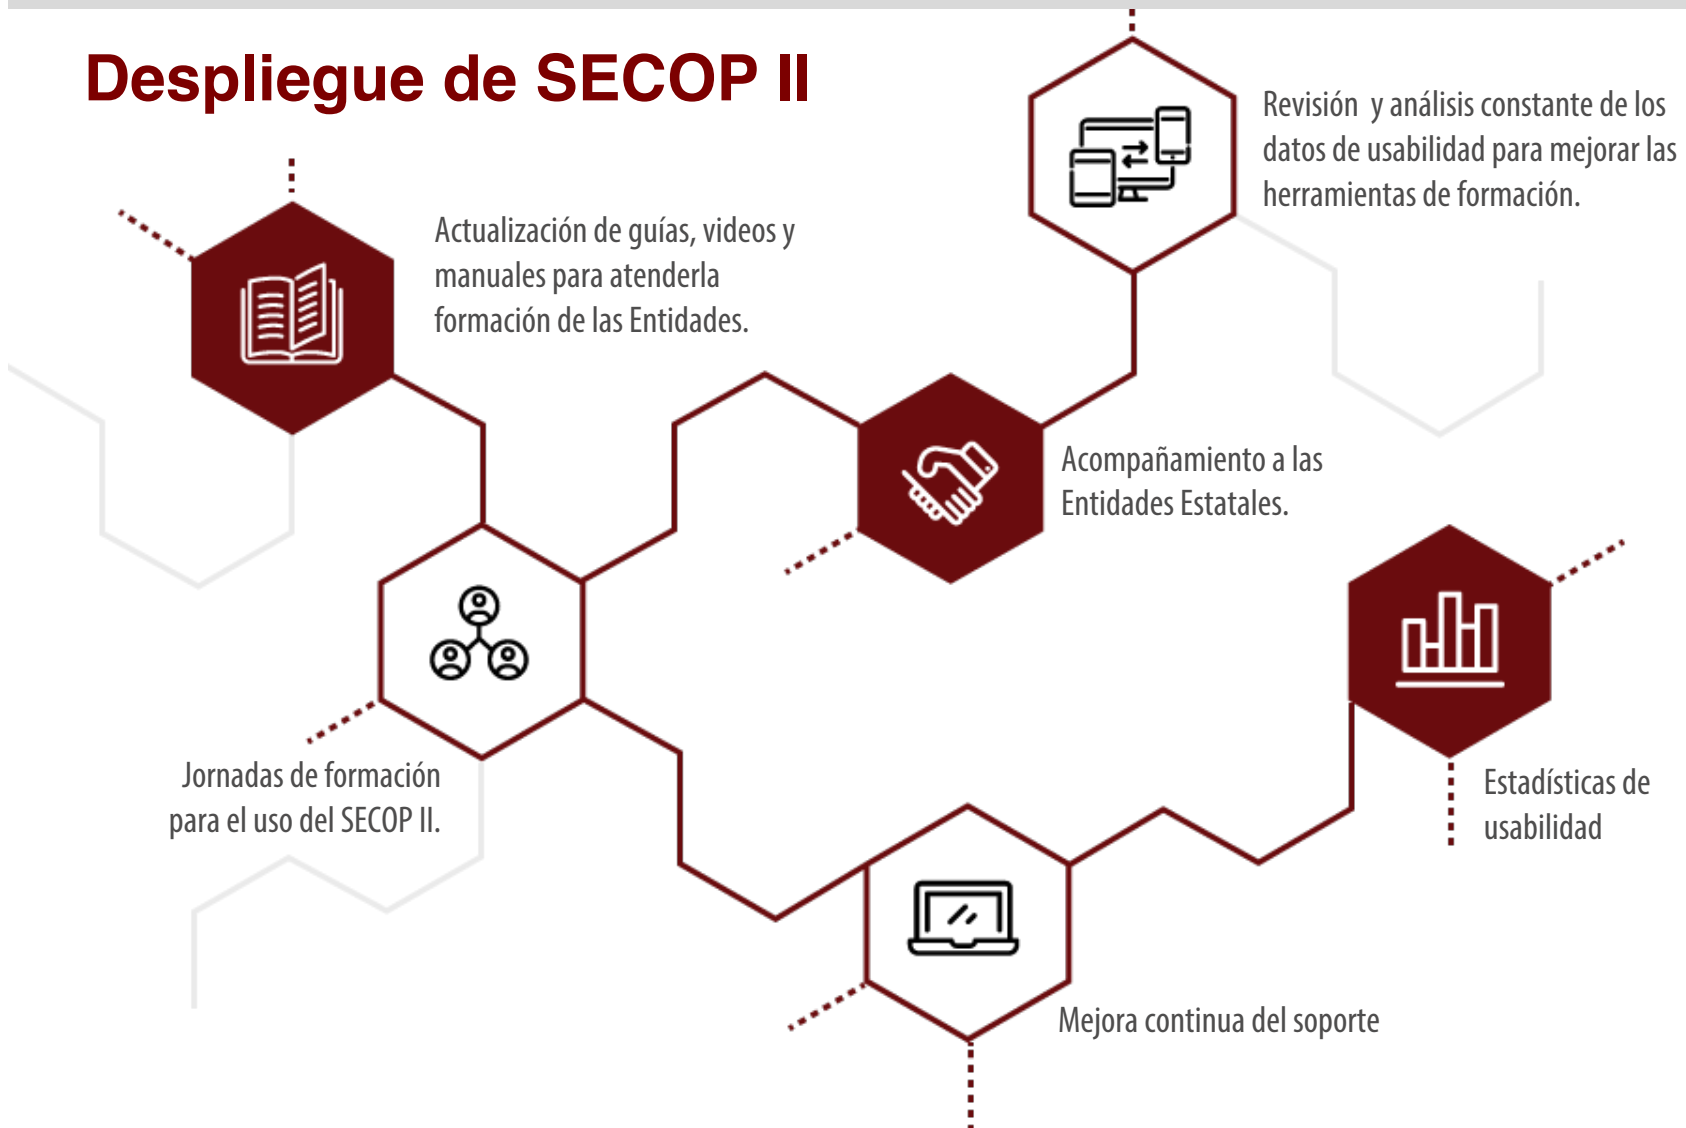 Despliegue de SECOP II
Revisión y análisis constante de los
datos de usabilidad para mejorar las
herramientas de formación.
Actualización de guías, videos y
manuales para atenderla
formación de las Entidades.
Acompañamiento a las
Entidades Estatales.
Jornadas de formación
para el uso del SECOP II.
Estadísticas de
usabilidad
Mejora continua del soporte